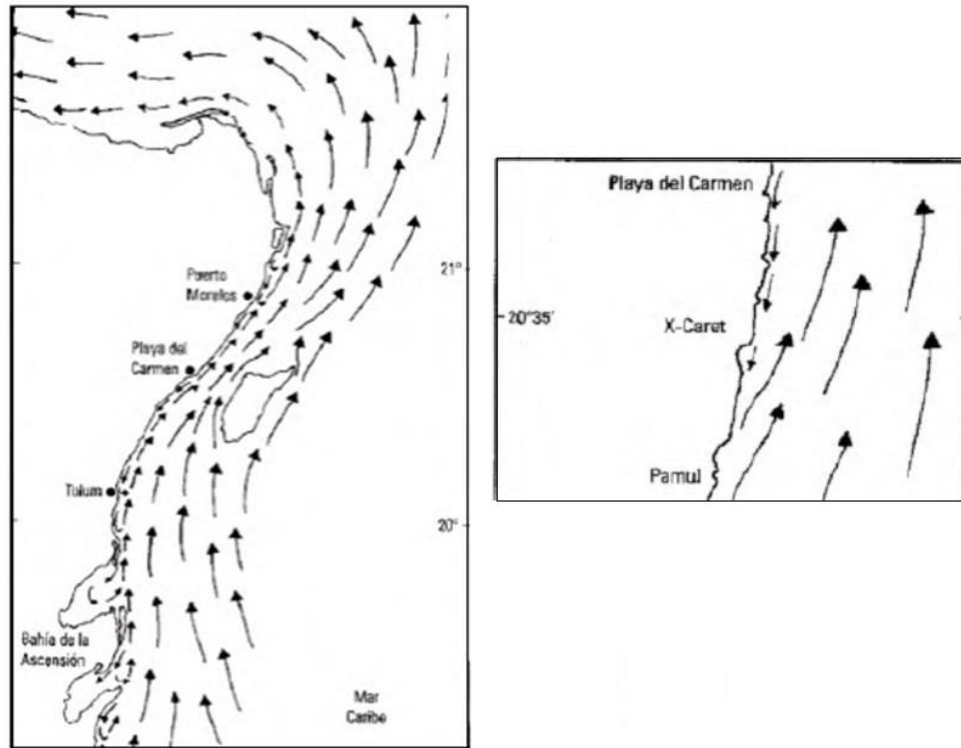 21°
Puerto
Morelos
Playa del
Carmen
Tulum
20°
Bahía de la
Ascensión
Mar
Caribe
Playa del Carmen
20°35'
X-Caret
Pamul